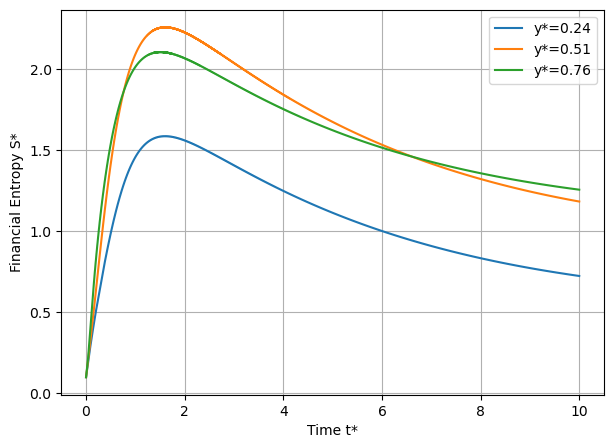 y*=0.24
y*=0.51
y*=0.76
2.0
1.5
1.0
0.5
0.0
Financial Entropy S*
0 2 4 6 8 10
Time t*